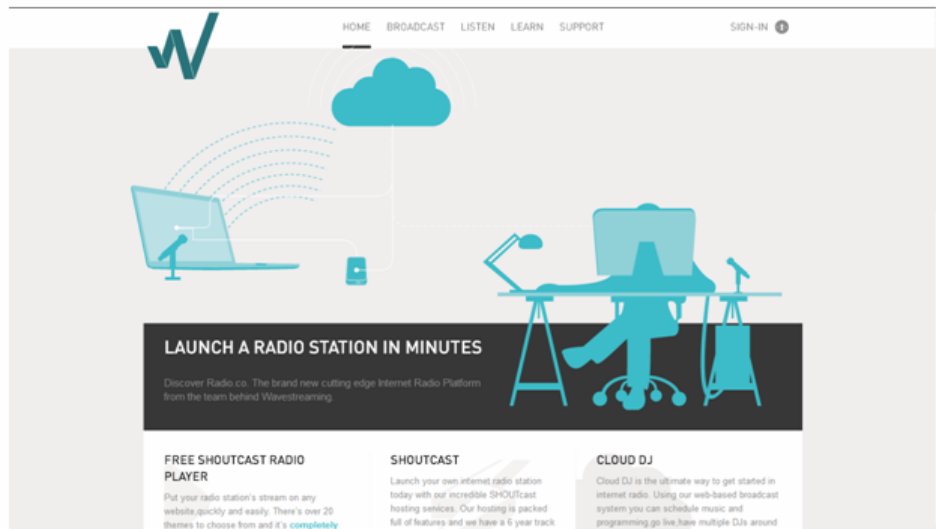 HOME BROADCAST LISTEN LEARN SUPPORT SIGN-IN
LAUNCH A RADIO STATION IN MINUTES
Discover Radio.co. The brand new cutting edge Internet Radio Platform
from the team behind Wavestreaming.
FREE SHOUTCAST RADIO
PLAYER
Put your radio station's stream on any
website,quickly and easily. There's over 20
themes to choose from and it's completely
SHOUTCAST
Launch your own internet radio station
today with our incredible SHOUTcast
hosting services. Our hosting is packed
full of features and we have a 6 year track
CLOUD DJ
Cloud DJ is the ultimate way to get started in
internet radio. Using our web-based broadcast
system you can schedule music and
programming,go live,have multiple DJs around